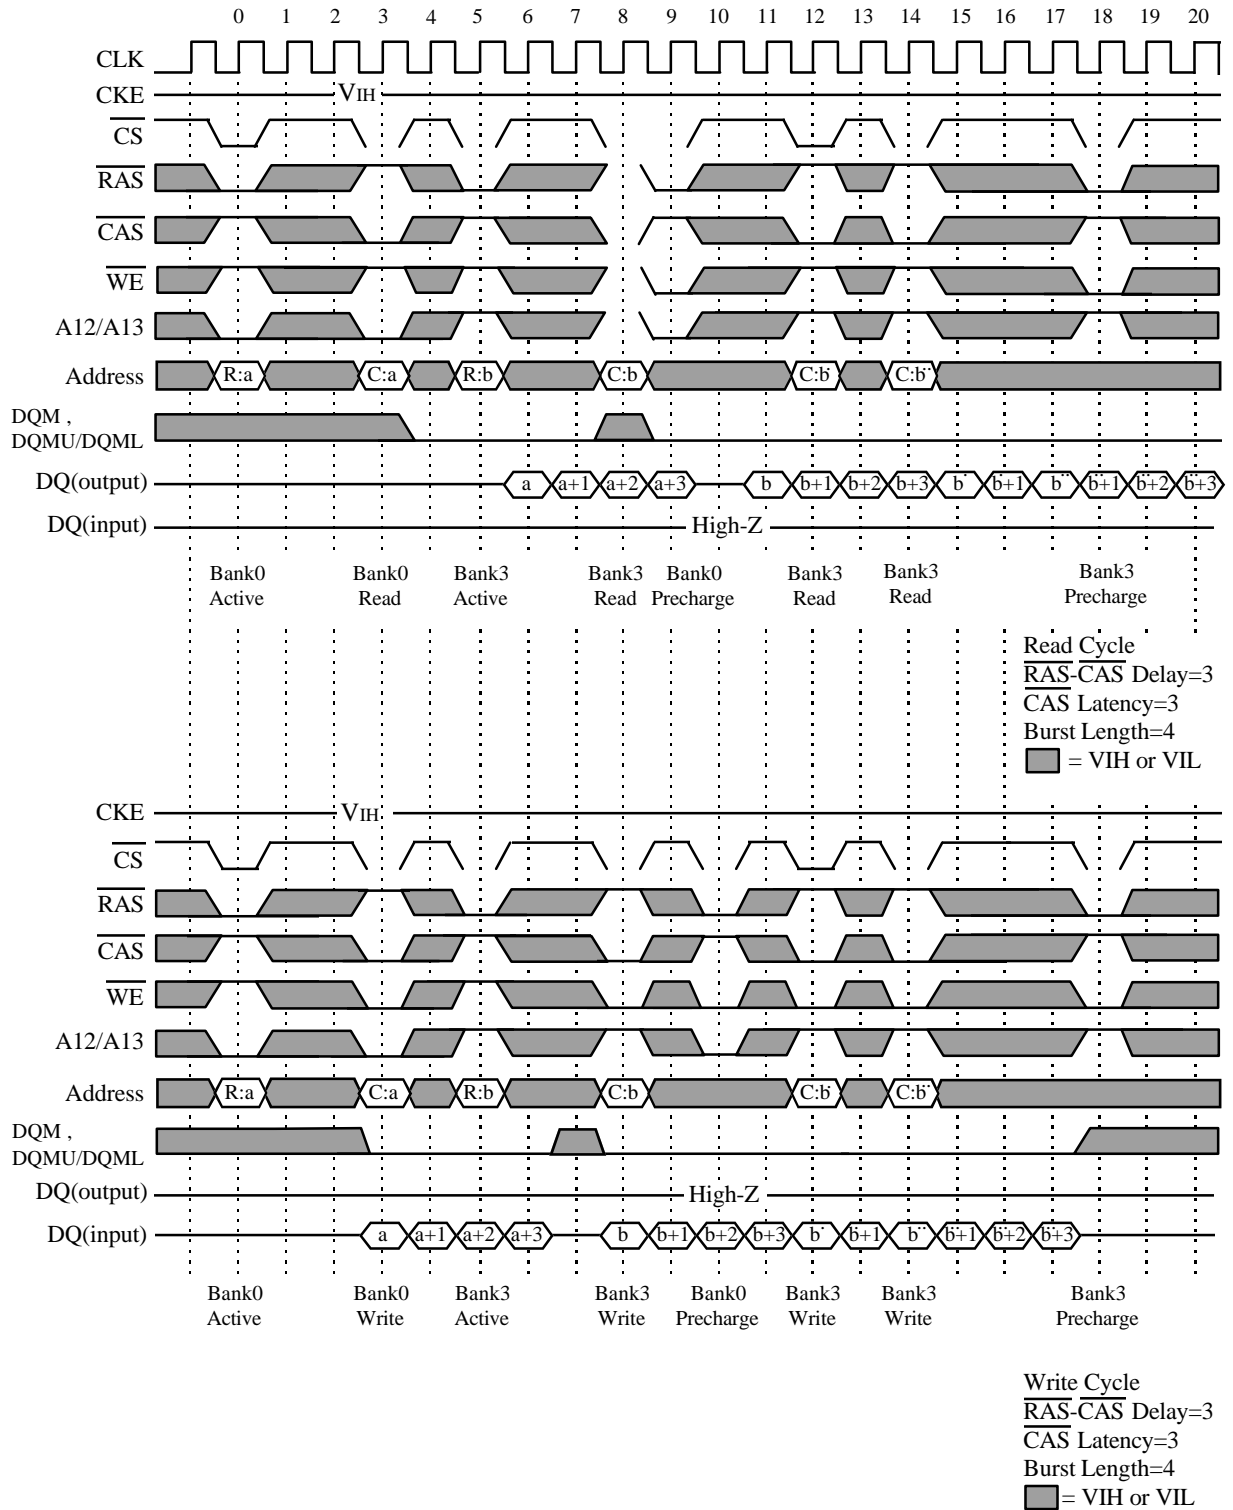 0 1 2 3 4 5 6 7 8 9 10 11 12 13 14 15 16 17 18 19 20
CLK
CKE VIH
CS
RAS
CAS
WE
A12/A13
Address R:a C:a R:b C:b C:b˙ C:b¨
DQM ,
DQMU/DQML
DQ(output) a a+1 a+2 a+3 b b+1 b+2 b+3 b˙ ḃ+1 b¨ b̈+1 b̈+2 b̈+3
DQ(input) High-Z
Bank0 Bank0 Bank3 Bank3 Bank0 Bank3 Bank3 Bank3
Active Read Active Read Precharge Read Read Precharge
Read Cycle
RAS-CAS Delay=3
CAS Latency=3
Burst Length=4
= VIH or VIL
CKE VIH
CS
RAS
CAS
WE
A12/A13
Address R:a C:a R:b C:b C:b˙ C:b¨
DQM ,
DQMU/DQML
DQ(output) High-Z
DQ(input) a a+1 a+2 a+3 b b+1 b+2 b+3 b˙ ḃ+1 b¨ b̈+1 b̈+2 b̈+3
Bank0 Bank0 Bank3 Bank3 Bank0 Bank3 Bank3 Bank3
Active Write Active Write Precharge Write Write Precharge
Write Cycle
RAS-CAS Delay=3
CAS Latency=3
Burst Length=4
= VIH or VIL